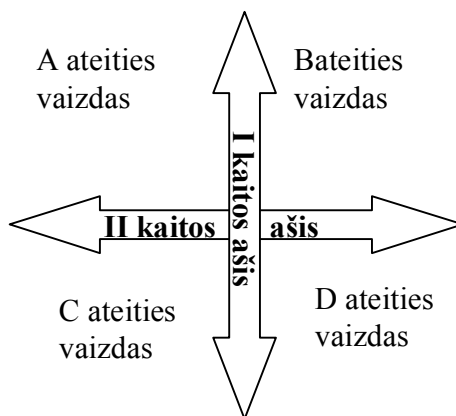 A ateities
vaizdas
Bateities
vaizdas
I kaitos ašis
II kaitos ašis
C ateities
vaizdas
D ateities
vaizdas